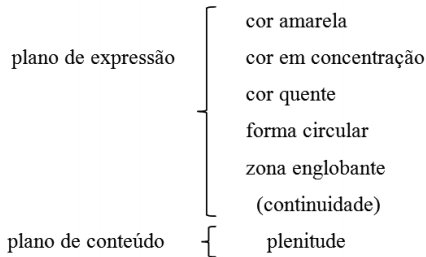 cor amarela
plano de expressão cor em concentração
cor quente
forma circular
zona englobante
(continuidade)
plano de conteúdo plenitude